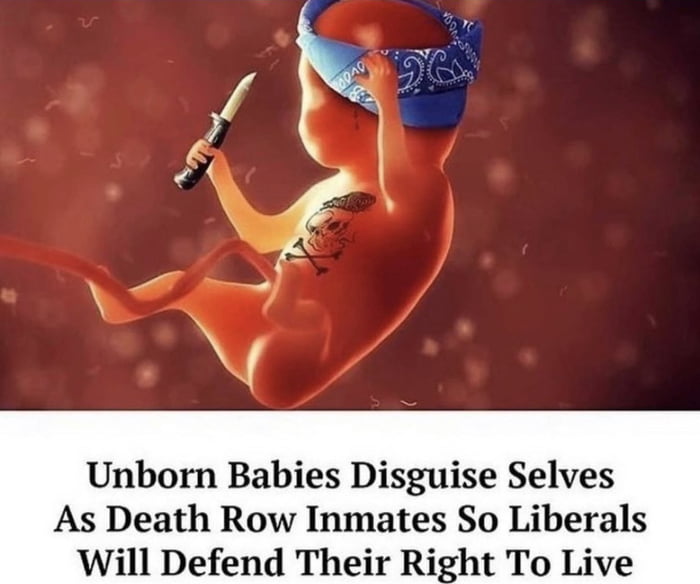 Unborn Babies Disguise Selves
As Death Row Inmates So Liberals
Will Defend Their Right To Live